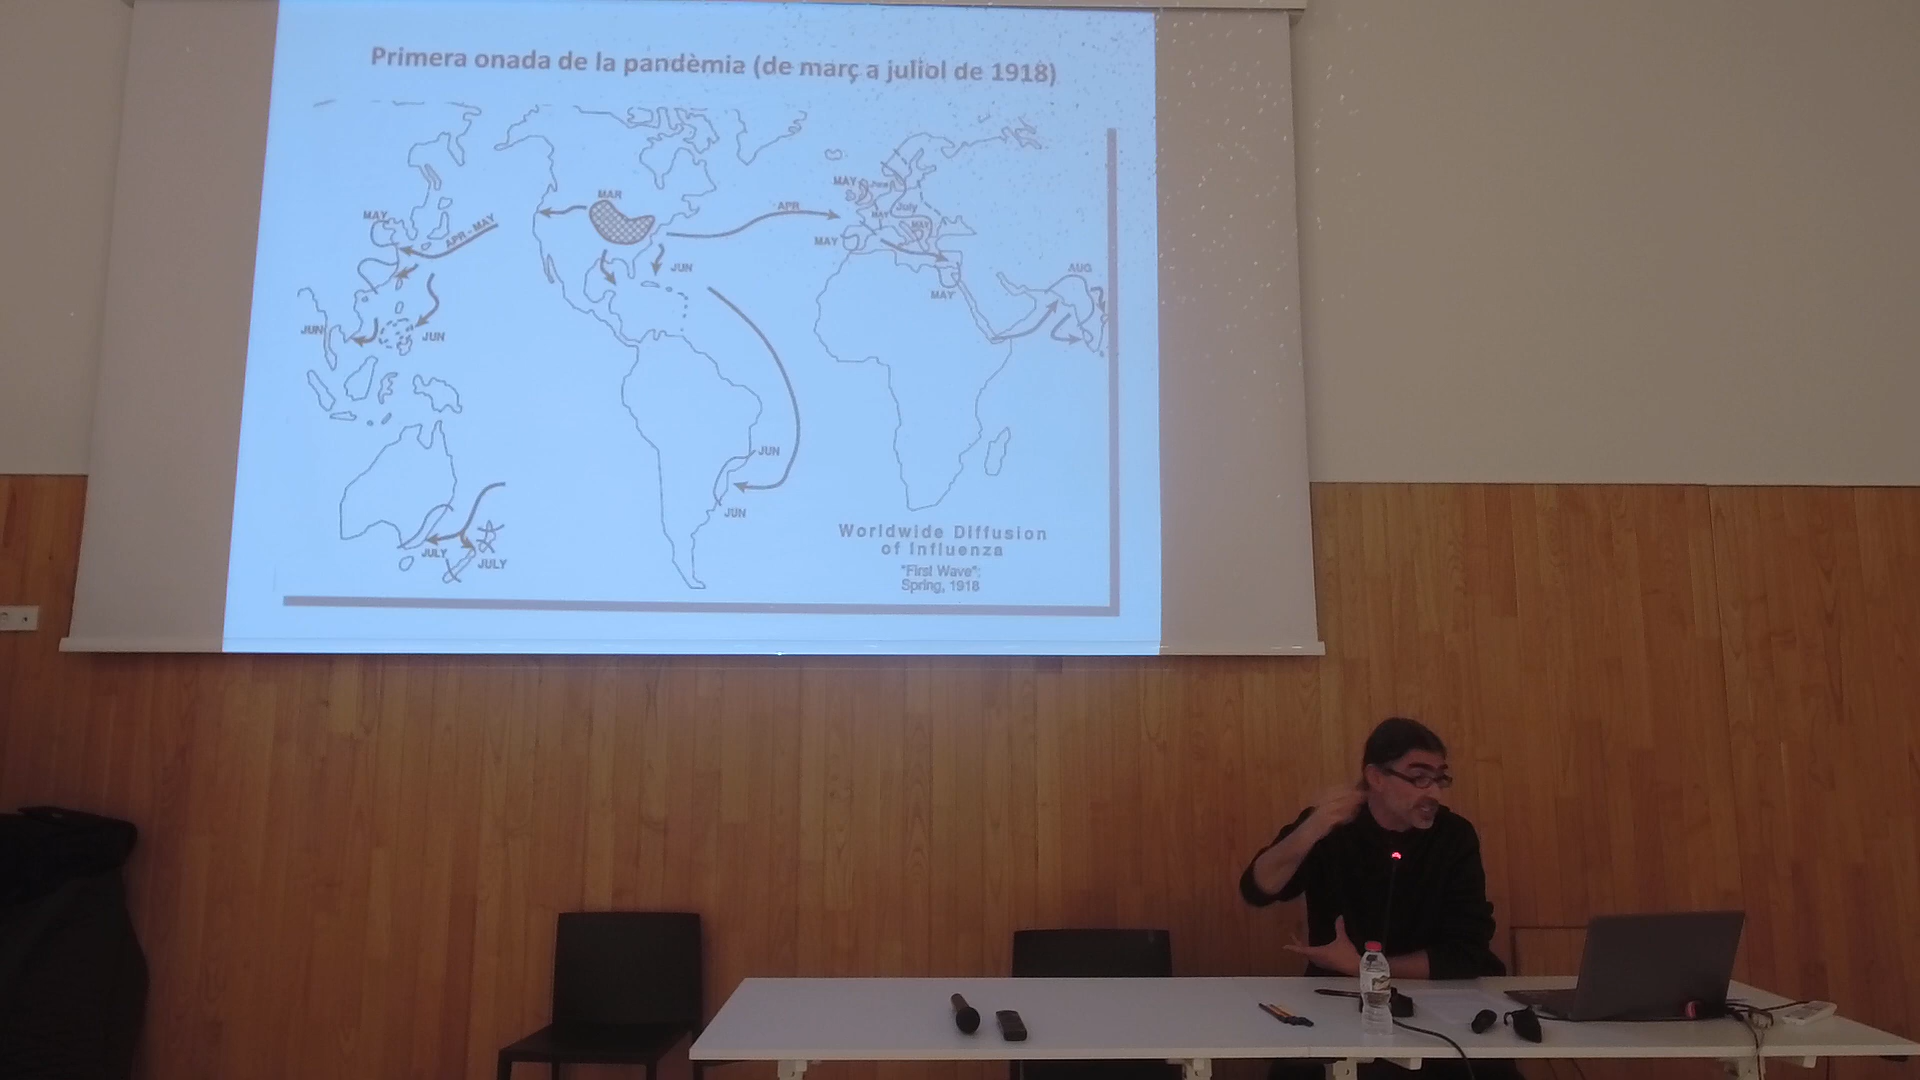 Primera onada de la pandèmia (de març a juliol de 1918)
MAR
MAY
June
APR
July
MAY
MAY
APR - MAY
MAY
MAY
JUN
AUG
MAY
JUN
JUN
JUN
JUN
Worldwide Diffusion
of Influenza
"First Wave":
Spring, 1918
JULY
JULY